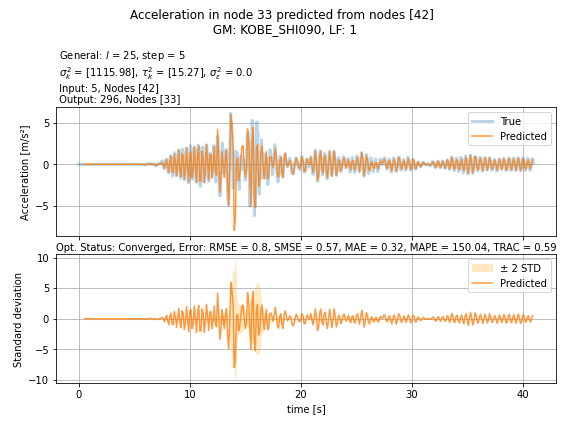 Acceleration in node 33 predicted from nodes [42]
GM: KOBE_SHI090, LF: 1
General: l = 25, step = 5
σ²ₖ = [1115.98], τ²ₖ = [15.27], σ²_ε = 0.0
Input: 5, Nodes [42]
Output: 296, Nodes [33]
Acceleration [m/s²]
5
0
−5
True
Predicted
Opt. Status: Converged, Error: RMSE = 0.8, SMSE = 0.57, MAE = 0.32, MAPE = 150.04, TRAC = 0.59
Standard deviation
10
5
0
−5
−10
± 2 STD
Predicted
0
10
20
30
40
time [s]